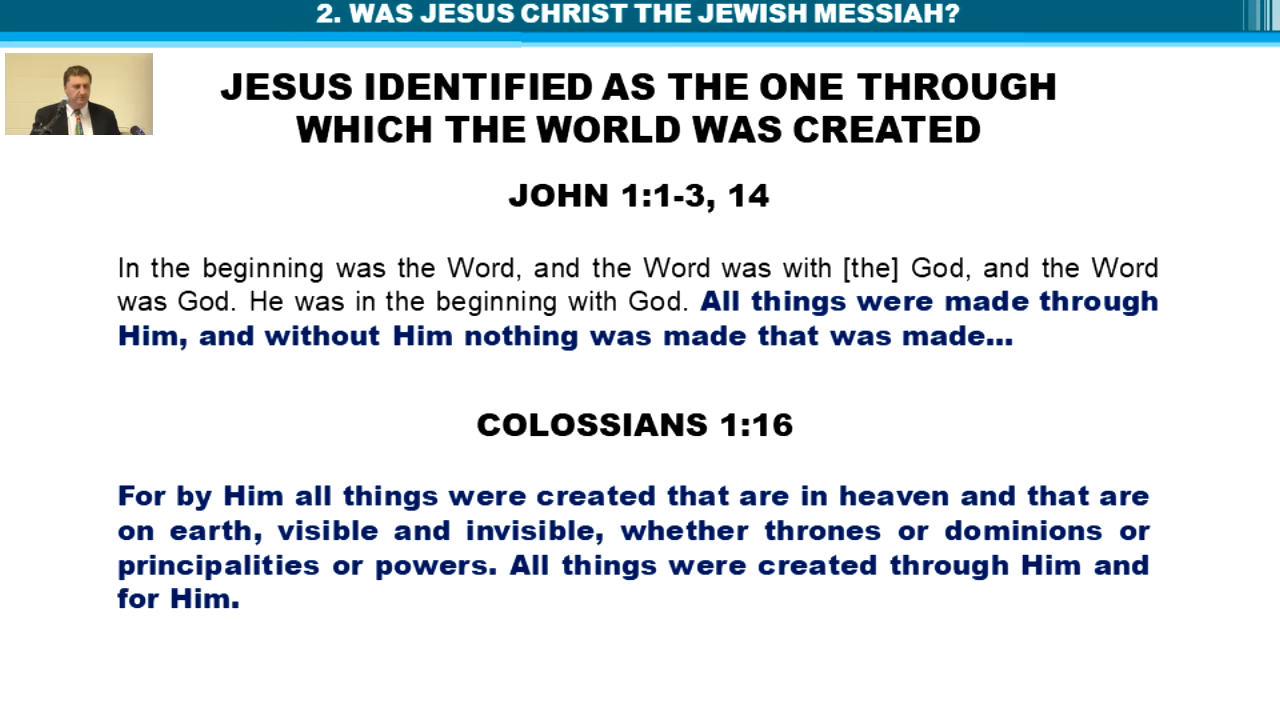 2. WAS JESUS CHRIST THE JEWISH MESSIAH?
JESUS IDENTIFIED AS THE ONE THROUGH
WHICH THE WORLD WAS CREATED
JOHN 1:1-3, 14
In the beginning was the Word, and the Word was with [the] God, and the Word
was God. He was in the beginning with God. All things were made through
Him, and without Him nothing was made that was made...
COLOSSIANS 1:16
For by Him all things were created that are in heaven and that are
on earth, visible and invisible, whether thrones or dominions or
principalities or powers. All things were created through Him and
for Him.